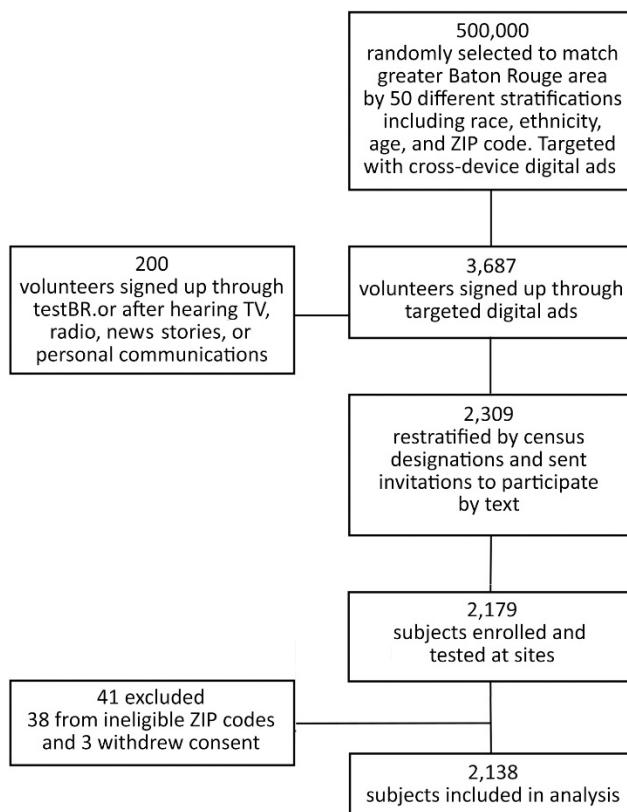 500,000
randomly selected to match
greater Baton Rouge area
by 50 different stratifications
including race, ethnicity,
age, and ZIP code. Targeted
with cross-device digital ads
200
volunteers signed up through
testBR.or after hearing TV,
radio, news stories, or
personal communications
3,687
volunteers signed up through
targeted digital ads
2,309
restratified by census
designations and sent
invitations to participate
by text
2,179
subjects enrolled and
tested at sites
41 excluded
38 from ineligible ZIP codes
and 3 withdrew consent
2,138
subjects included in analysis